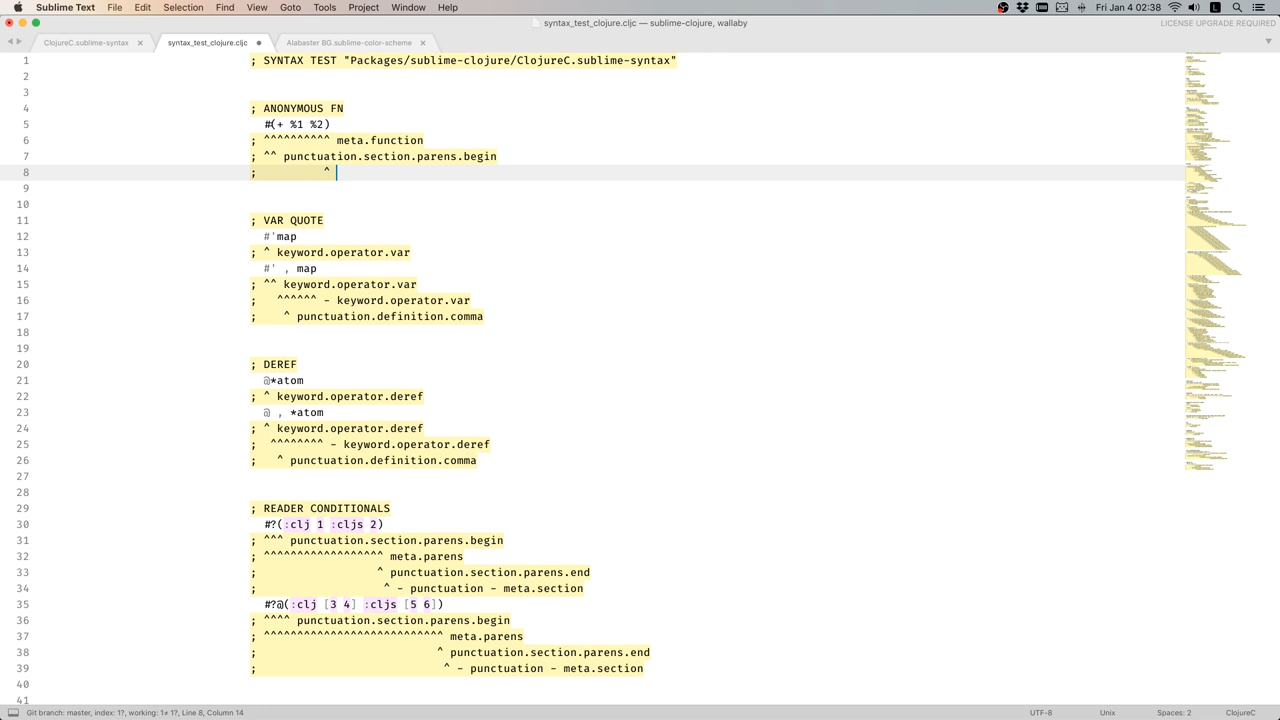 Sublime Text File Edit Selection Find View Goto Tools Project Window Help Fri Jan 4 02:38
syntax_test_clojure.cljc — sublime-clojure, wallaby LICENSE UPGRADE REQUIRED
ClojureC.sublime-syntax syntax_test_clojure.cljc Alabaster BG.sublime-color-scheme
1 ; SYNTAX TEST "Packages/sublime-clojure/ClojureC.sublime-syntax"
2
3
4 ; ANONYMOUS FN
5   #(+ %1 %2)
6 ; ^^^^^^^^^^ meta.function
7 ; ^^ punctuation.section.parens.begin
8 ;          ^
9
10
11 ; VAR QUOTE
12   #'map
13 ; ^ keyword.operator.var
14   #' , map
15 ; ^^ keyword.operator.var
16 ;   ^^^^^^ - keyword.operator.var
17 ;    ^ punctuation.definition.comma
18
19
20 ; DEREF
21   @*atom
22 ; ^ keyword.operator.deref
23   @ , *atom
24 ; ^ keyword.operator.deref
25 ;  ^^^^^^^^ - keyword.operator.deref
26 ;   ^ punctuation.definition.comma
27
28
29 ; READER CONDITIONALS
30   #?(:clj 1 :cljs 2)
31 ; ^^^ punctuation.section.parens.begin
32 ; ^^^^^^^^^^^^^^^^^^ meta.parens
33 ;                  ^ punctuation.section.parens.end
34 ;                   ^ - punctuation - meta.section
35   #?@(:clj [3 4] :cljs [5 6])
36 ; ^^^^ punctuation.section.parens.begin
37 ; ^^^^^^^^^^^^^^^^^^^^^^^^^^^ meta.parens
38 ;                           ^ punctuation.section.parens.end
39 ;                            ^ - punctuation - meta.section
40
41
Git branch: master, index: 1?, working: 1≠ 1?, Line 8, Column 14 UTF-8 Unix Spaces: 2 ClojureC